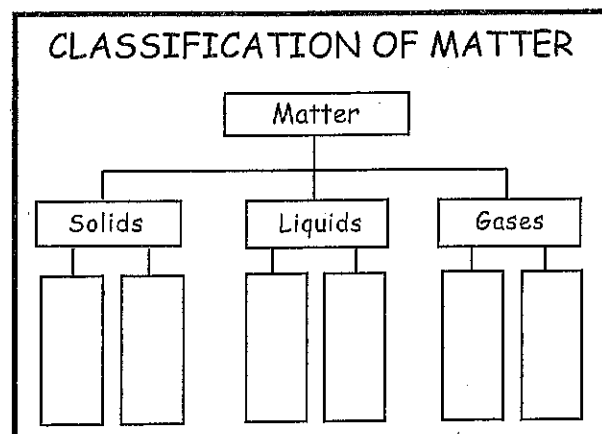 CLASSIFICATION OF MATTER
Matter
Solids
Liquids
Gases